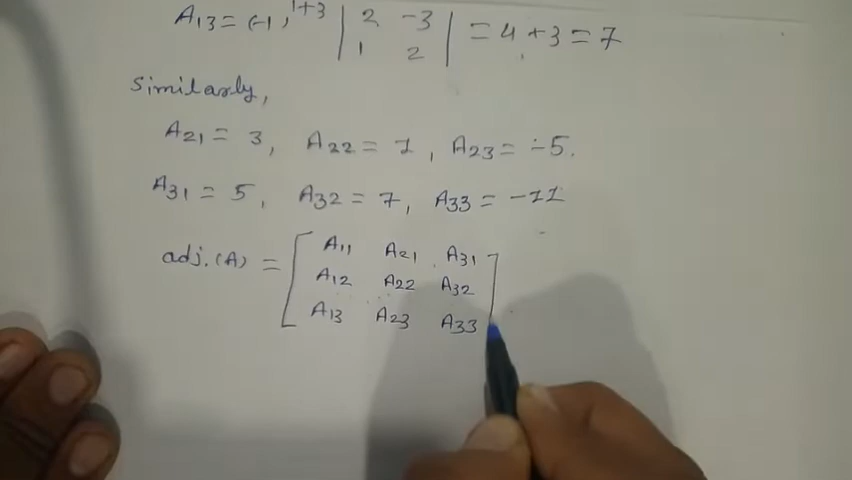 A13 = (-1)^1+3 | 2 -3 | = 4 + 3 = 7
1 2
Similarly,
A21 = 3, A22 = 1, A23 = -5.
A31 = 5, A32 = 7, A33 = -11
adj.(A) = [ A11 A21 A31 ]
A12 A22 A32
A13 A23 A33